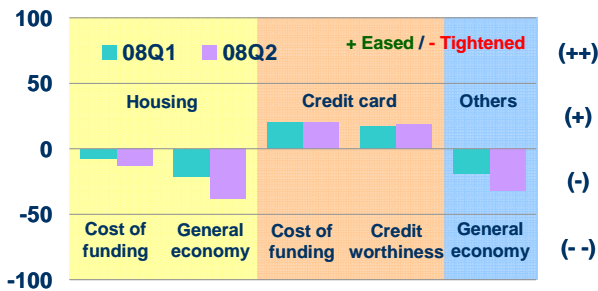 100
08Q1 08Q2
+ Eased / - Tightened
(++)
50
Housing
Credit card
Others
(+)
0
(-)
-50
Cost of funding
General economy
Cost of funding
Credit worthiness
General economy
(- -)
-100